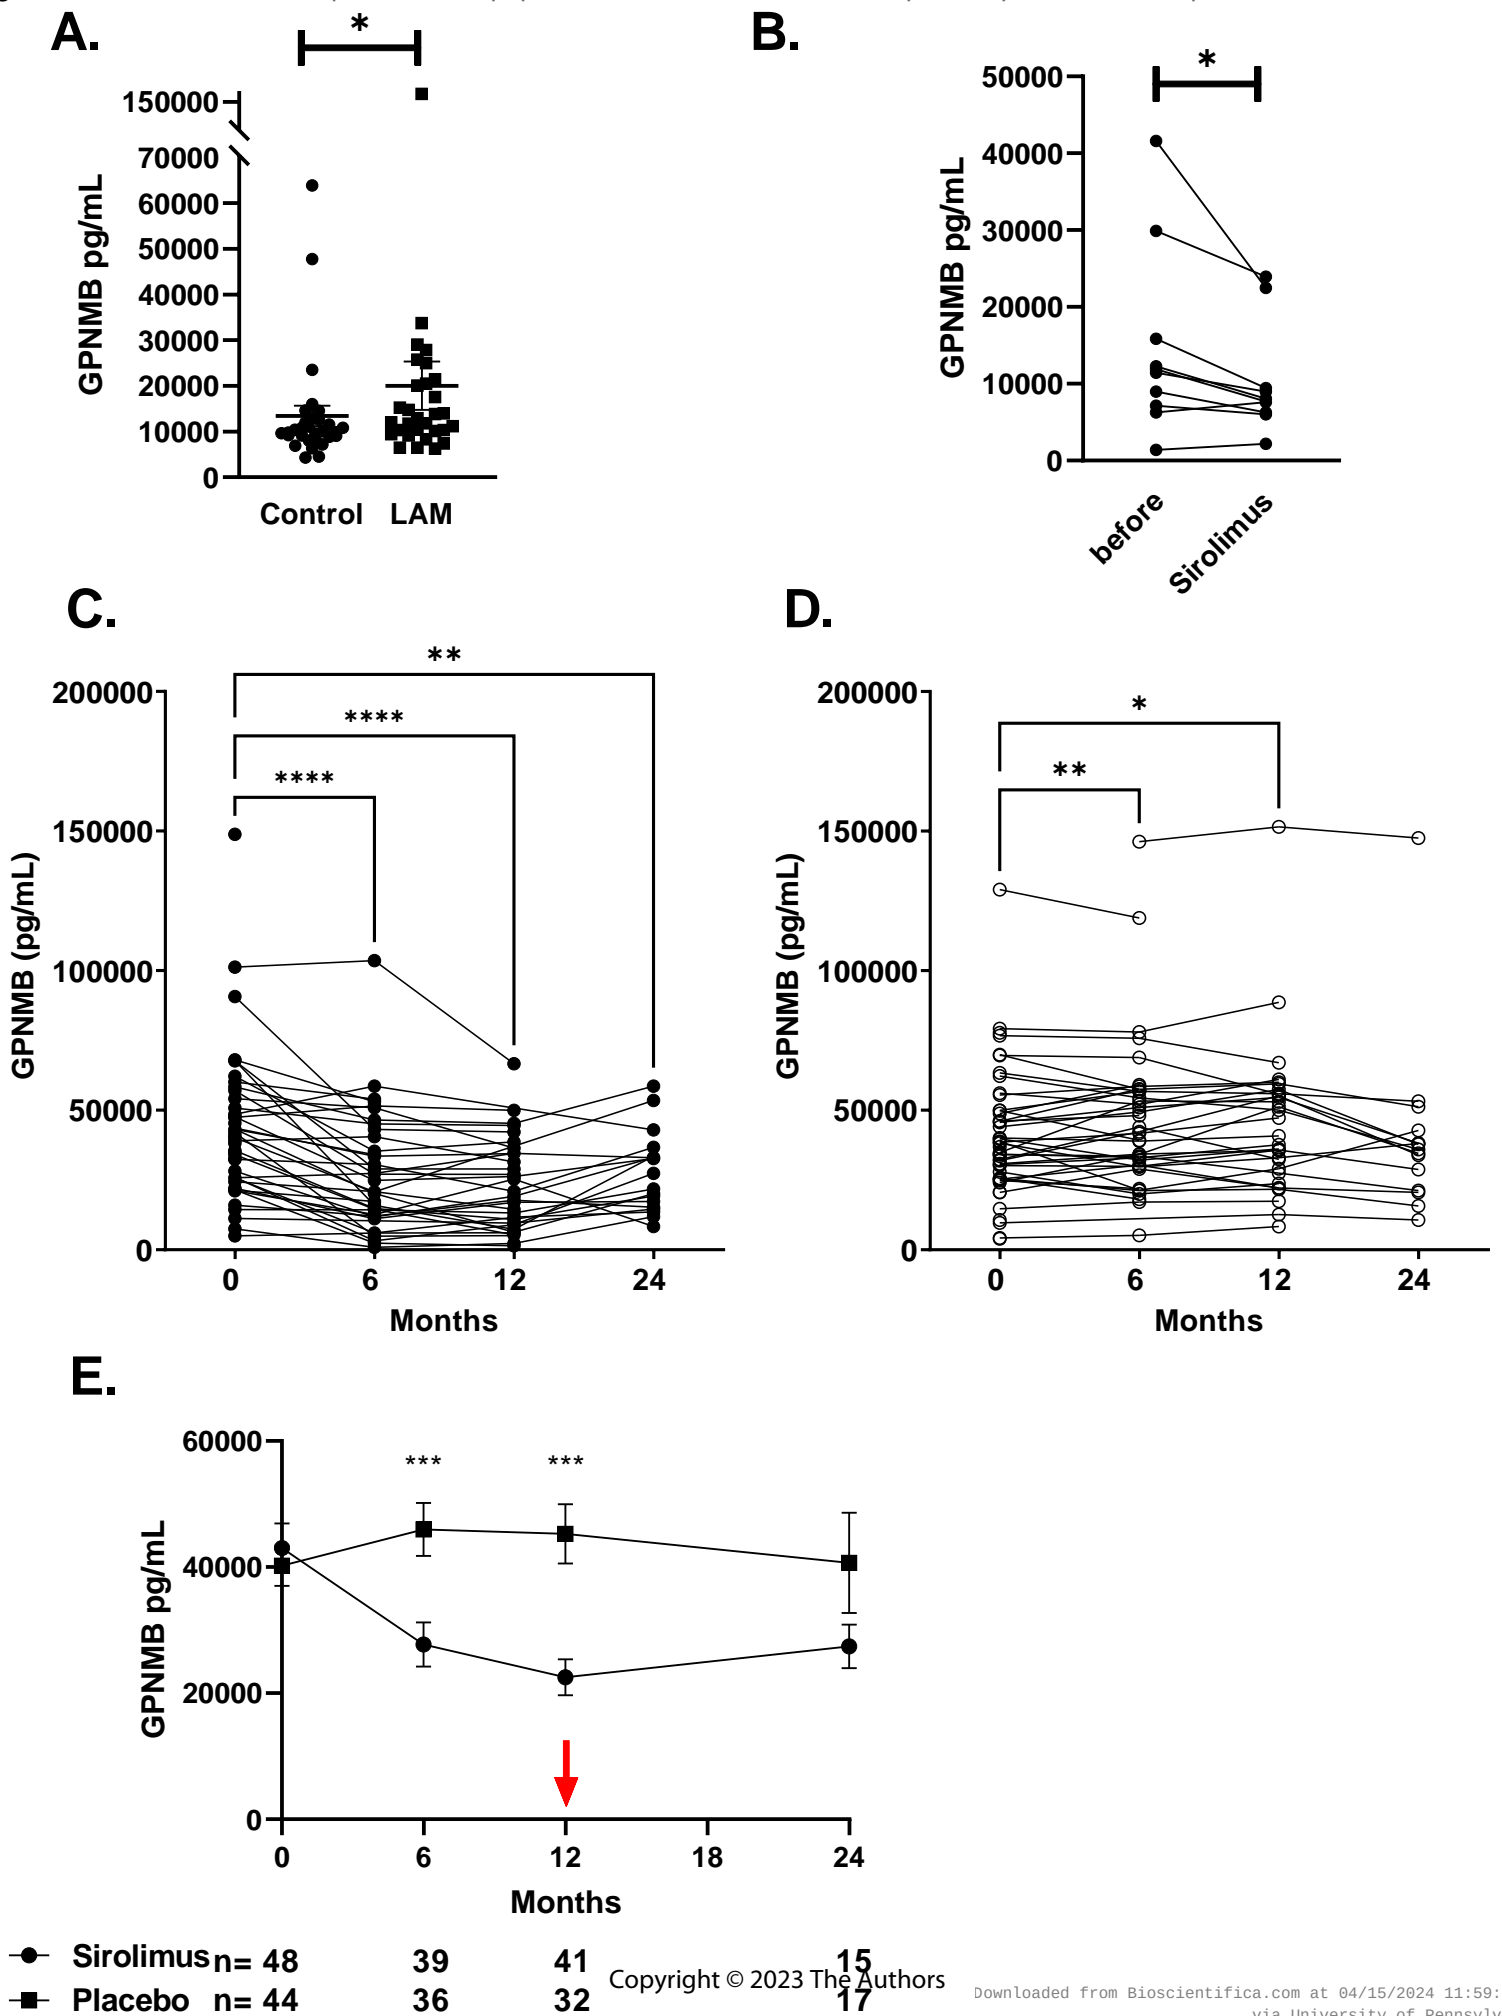 A.
*
150000
70000
60000
50000
40000
30000
20000
10000
0
GPNMB pg/mL
Control LAM
B.
*
50000
40000
30000
20000
10000
0
GPNMB pg/mL
before
Sirolimus
C.
**
****
****
200000
150000
100000
50000
0
GPNMB (pg/mL)
0 6 12 24
Months
D.
*
**
200000
150000
100000
50000
0
GPNMB (pg/mL)
0 6 12 24
Months
E.
*** ***
60000
40000
20000
0
GPNMB pg/mL
0 6 12 18 24
Months
Sirolimus n= 48 39 41 15
Placebo n= 44 36 32 17
Copyright © 2023 The Authors
Downloaded from Bioscientifica.com at 04/15/2024 11:59:
via University of Pennsylv